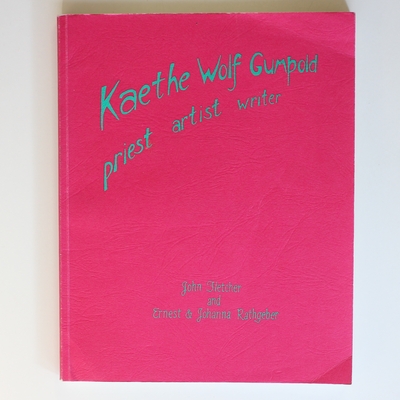 Kaethe Wolf Gumpold
priest artist writer
John Fletcher
and
Ernest & Johanna Rathgeber